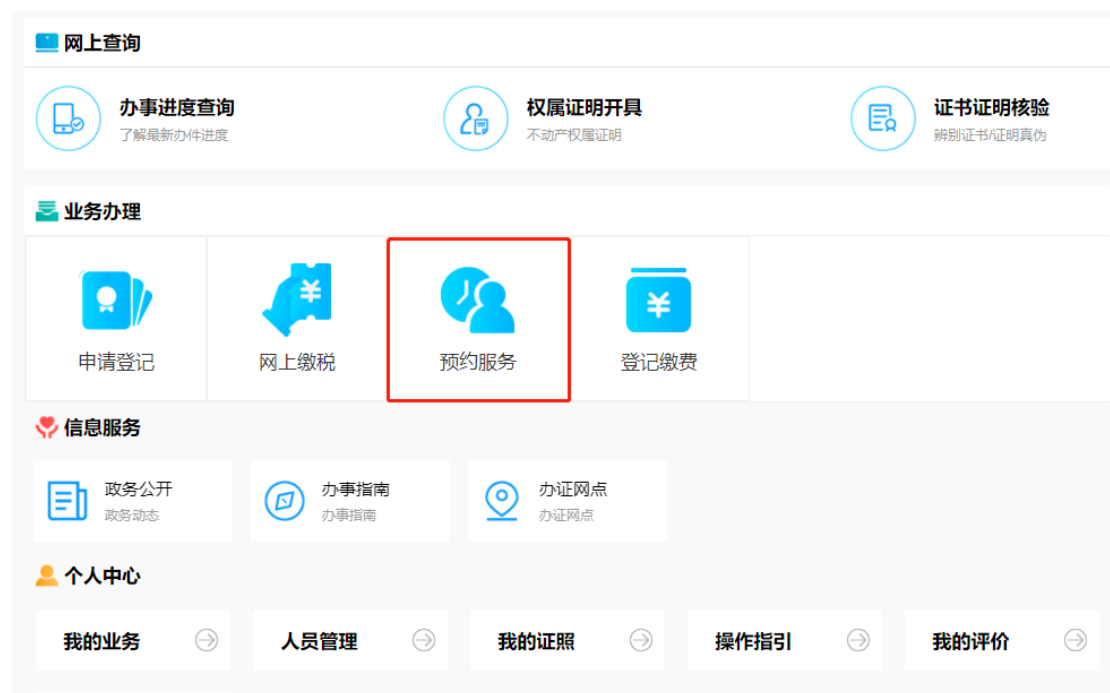 网上查询
办事进度查询
了解最新办件进度
权属证明开具
不动产权属证明
证书证明核验
辨别证书/证明真伪
业务办理
申请登记
网上缴税
预约服务
登记缴费
信息服务
政务公开
政务动态
办事指南
办事指南
办证网点
办证网点
个人中心
我的业务
人员管理
我的证照
操作指引
我的评价